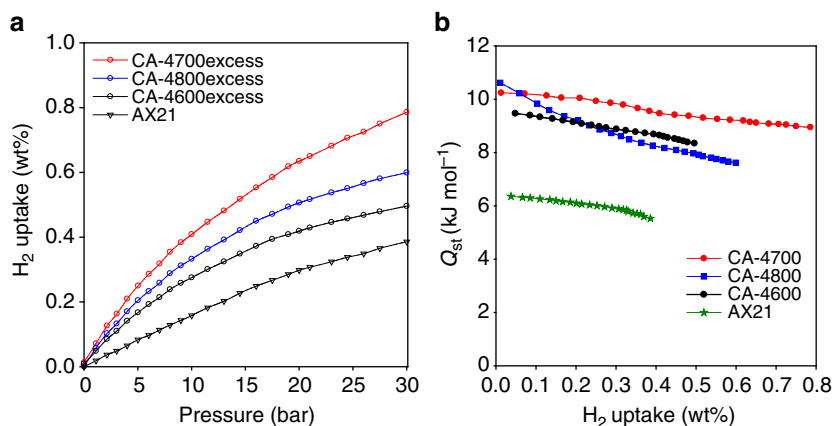 a
1.0
0.8
0.6
0.4
0.2
0.0
H₂ uptake (wt%)
CA-4700excess
CA-4800excess
CA-4600excess
AX21
0 5 10 15 20 25 30
Pressure (bar)
b
12
10
8
6
4
2
0
Qst (kJ mol⁻¹)
CA-4700
CA-4800
CA-4600
AX21
0.0 0.1 0.2 0.3 0.4 0.5 0.6 0.7 0.8
H₂ uptake (wt%)